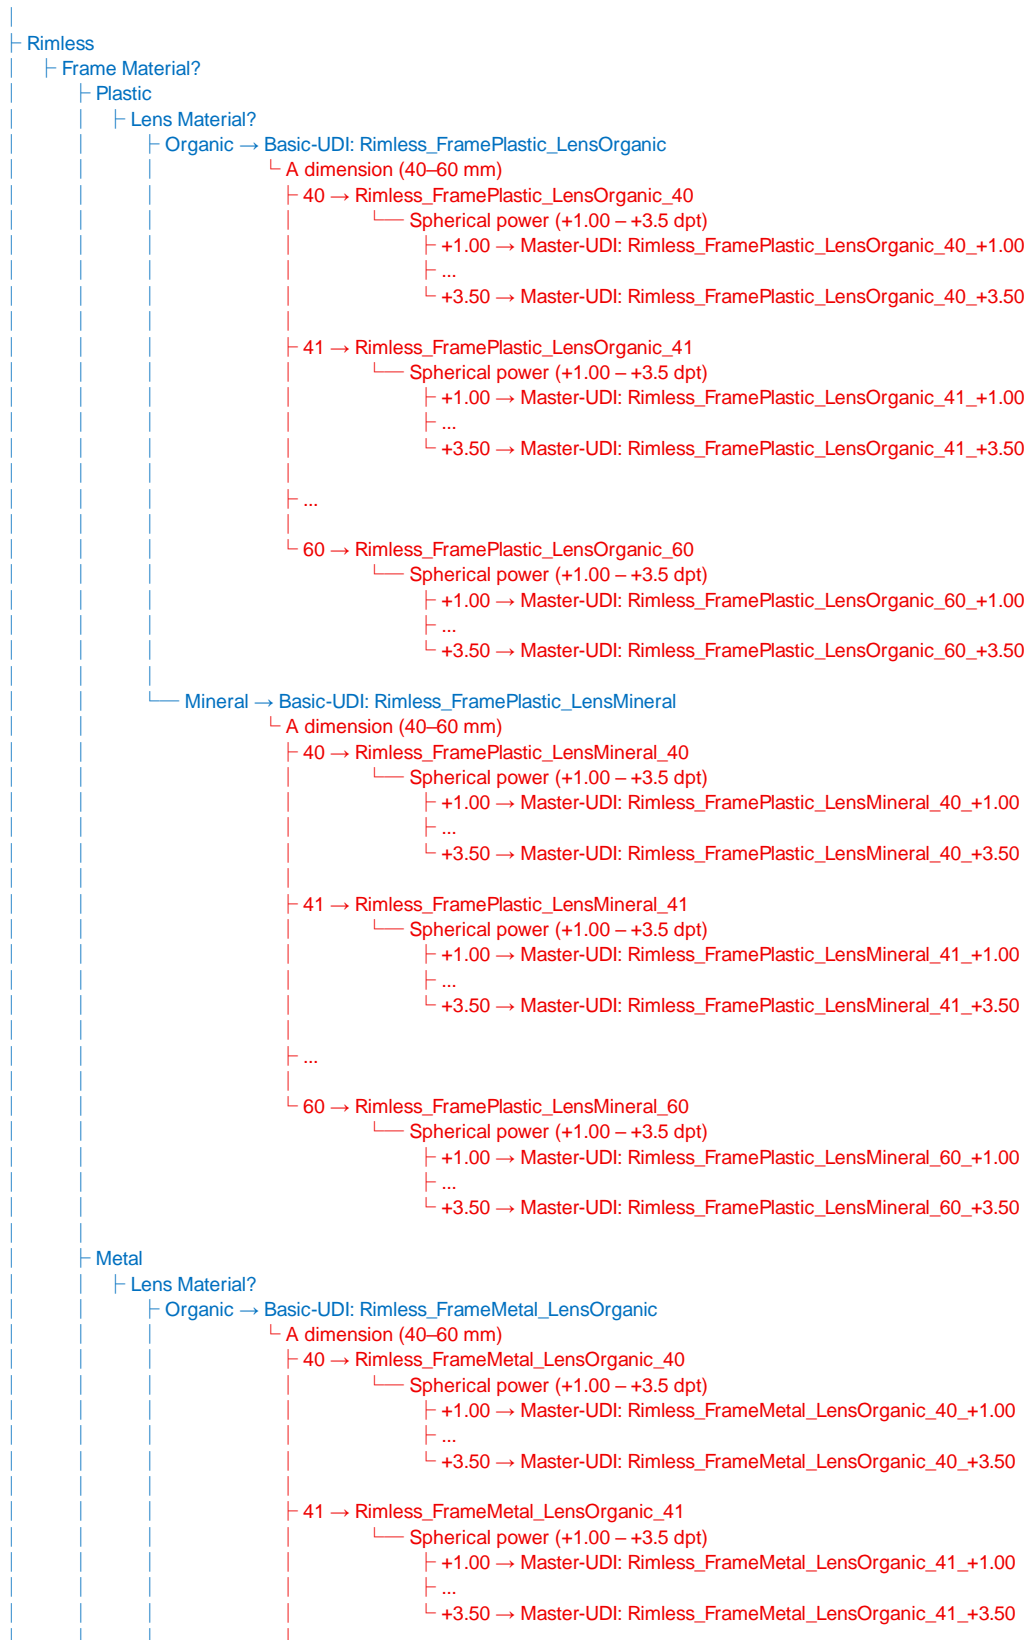 Rimless
Frame Material?
Plastic
Lens Material?
Organic → Basic-UDI: Rimless_FramePlastic_LensOrganic
A dimension (40–60 mm)
40 → Rimless_FramePlastic_LensOrganic_40
Spherical power (+1.00 – +3.5 dpt)
+1.00 → Master-UDI: Rimless_FramePlastic_LensOrganic_40_+1.00
...
+3.50 → Master-UDI: Rimless_FramePlastic_LensOrganic_40_+3.50
41 → Rimless_FramePlastic_LensOrganic_41
Spherical power (+1.00 – +3.5 dpt)
+1.00 → Master-UDI: Rimless_FramePlastic_LensOrganic_41_+1.00
...
+3.50 → Master-UDI: Rimless_FramePlastic_LensOrganic_41_+3.50
...
60 → Rimless_FramePlastic_LensOrganic_60
Spherical power (+1.00 – +3.5 dpt)
+1.00 → Master-UDI: Rimless_FramePlastic_LensOrganic_60_+1.00
...
+3.50 → Master-UDI: Rimless_FramePlastic_LensOrganic_60_+3.50
Mineral → Basic-UDI: Rimless_FramePlastic_LensMineral
A dimension (40–60 mm)
40 → Rimless_FramePlastic_LensMineral_40
Spherical power (+1.00 – +3.5 dpt)
+1.00 → Master-UDI: Rimless_FramePlastic_LensMineral_40_+1.00
...
+3.50 → Master-UDI: Rimless_FramePlastic_LensMineral_40_+3.50
41 → Rimless_FramePlastic_LensMineral_41
Spherical power (+1.00 – +3.5 dpt)
+1.00 → Master-UDI: Rimless_FramePlastic_LensMineral_41_+1.00
...
+3.50 → Master-UDI: Rimless_FramePlastic_LensMineral_41_+3.50
...
60 → Rimless_FramePlastic_LensMineral_60
Spherical power (+1.00 – +3.5 dpt)
+1.00 → Master-UDI: Rimless_FramePlastic_LensMineral_60_+1.00
...
+3.50 → Master-UDI: Rimless_FramePlastic_LensMineral_60_+3.50
Metal
Lens Material?
Organic → Basic-UDI: Rimless_FrameMetal_LensOrganic
A dimension (40–60 mm)
40 → Rimless_FrameMetal_LensOrganic_40
Spherical power (+1.00 – +3.5 dpt)
+1.00 → Master-UDI: Rimless_FrameMetal_LensOrganic_40_+1.00
...
+3.50 → Master-UDI: Rimless_FrameMetal_LensOrganic_40_+3.50
41 → Rimless_FrameMetal_LensOrganic_41
Spherical power (+1.00 – +3.5 dpt)
+1.00 → Master-UDI: Rimless_FrameMetal_LensOrganic_41_+1.00
...
+3.50 → Master-UDI: Rimless_FrameMetal_LensOrganic_41_+3.50